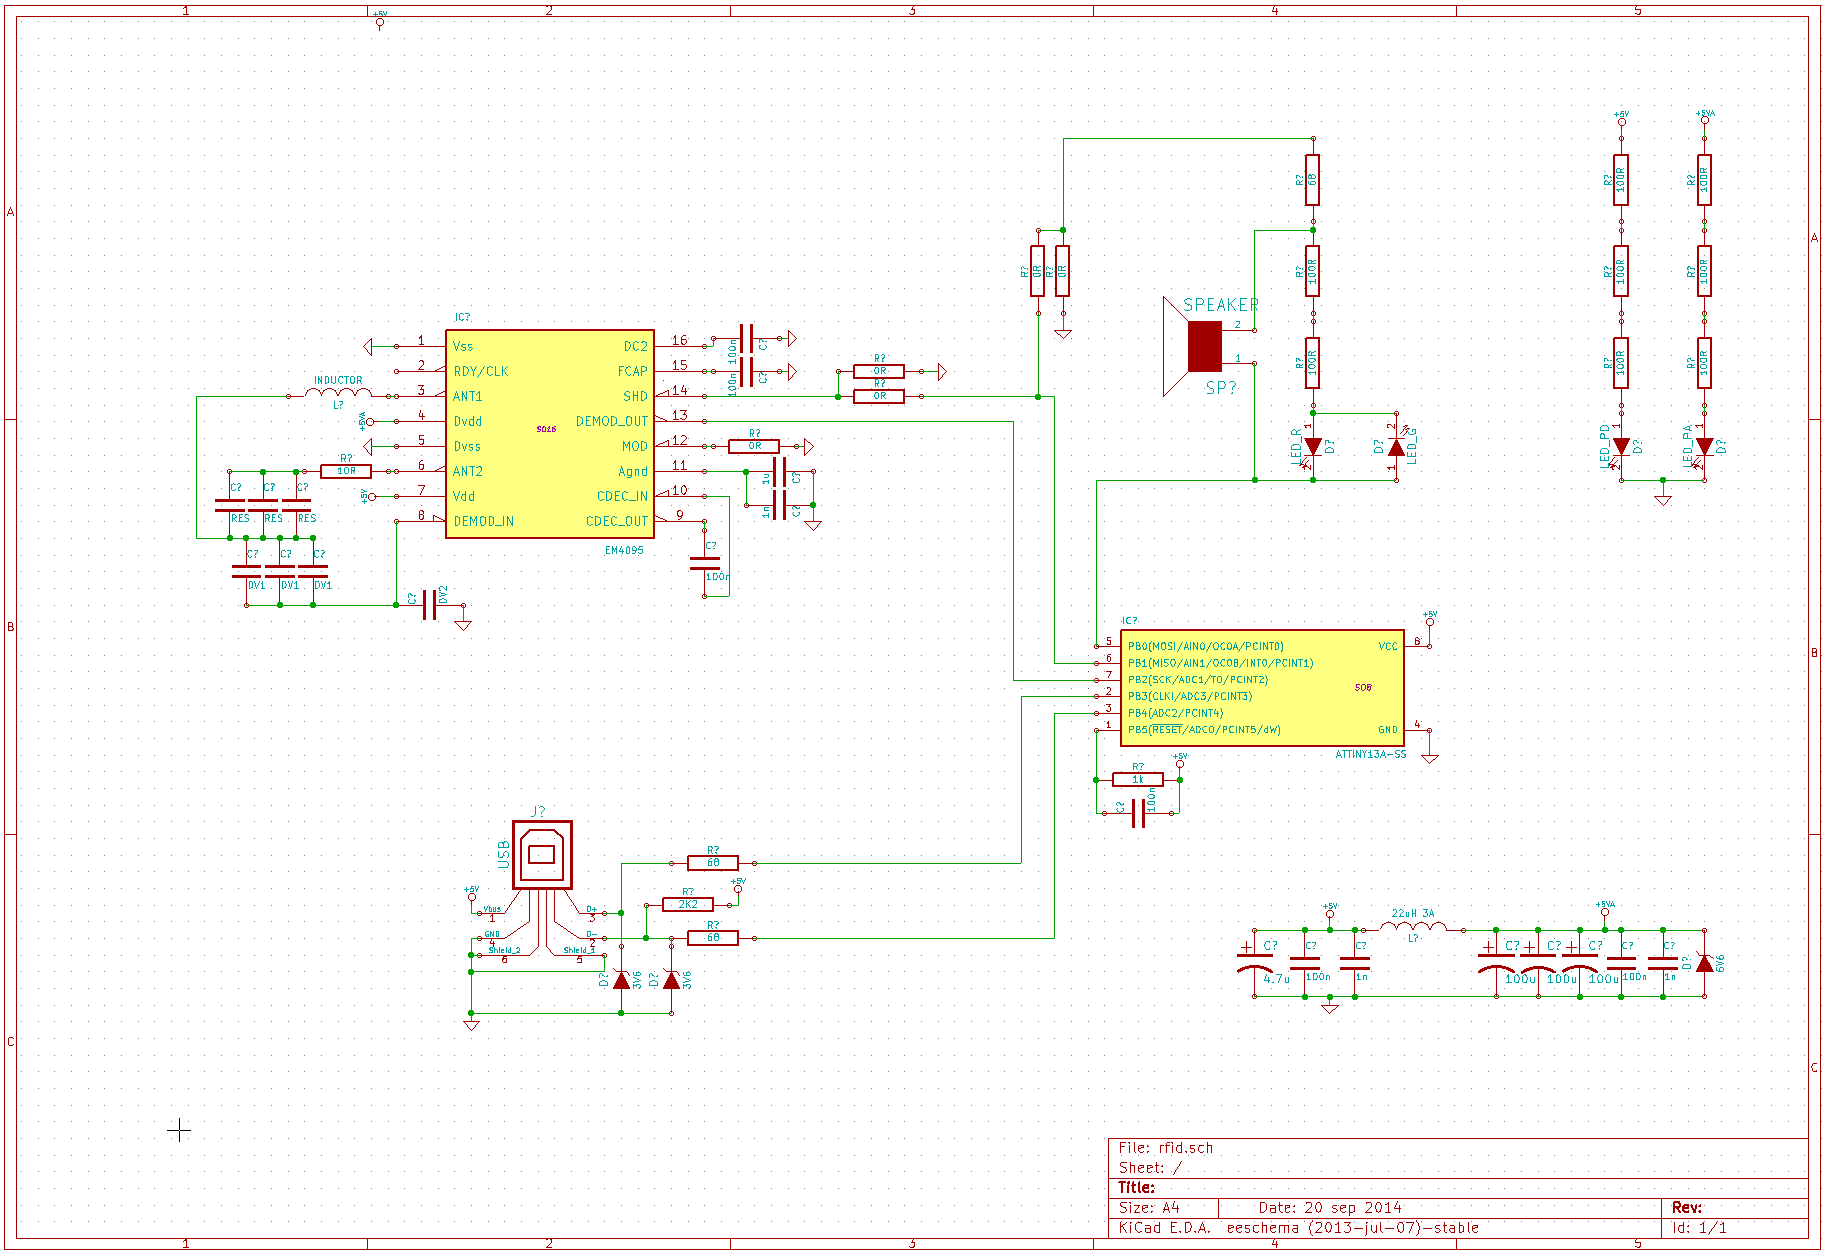 1 2 3 4 5
+5V
+5V
+5VA
A
A
R? 68
R? 100R
R? 100R
R? 0R
R? 0R
R? 100R
R? 100R
R? 100R
SPEAKER
2
1
SP?
R? 100R
R? 100R
R? 100R
LED_R D? 1 2
D? LED_G 2 1
LED_PD D? 1 2
LED_PA D? 1 2
IC?
1 Vss
2 RDY/CLK
3 ANT1
4 Dvdd
5 Dvss
6 ANT2
7 Vdd
8 DEMOD_IN
DC2 16
FCAP 15
SHD 14
DEMOD_OUT 13
MOD 12
Agnd 11
CDEC_IN 10
CDEC_OUT 9
SO16
EM4095
INDUCTOR
L?
+5VA
+5V
R?
10R
C? C? C?
RES RES RES
C? C? C?
DV1 DV1 DV1
C? DV2
100n C?
100n C?
R?
0R
R?
0R
R?
0R
1u C?
1n C?
C?
100n
B
B
IC?
5 PB0(MOSI/AIN0/OC0A/PCINT0)
6 PB1(MISO/AIN1/OC0B/INT0/PCINT1)
7 PB2(SCK/ADC1/T0/PCINT2)
2 PB3(CLKI/ADC3/PCINT3)
3 PB4(ADC2/PCINT4)
1 PB5(RESET/ADC0/PCINT5/dW)
VCC 8
GND 4
+5V
SO8
ATTINY13A-SS
+5V
R?
1k
C? 100n
J?
USB
+5V
Vbus 1
GND 4
Shield_2 6
D+ 3
D- 2
Shield_1 5
R?
68
R?
2K2
+5V
R?
68
D? 3V6
D? 3V6
+5V
22uH 3A
L?
+5VA
C? C? C?
4.7u 100n 1n
C? C? C? C? C?
100u 100u 100u 100n 1n
D? 6V6
C
C
File: rfid.sch
Sheet: /
Title:
Size: A4 Date: 20 sep 2014 Rev:
KiCad E.D.A. eeschema (2013-jul-07)-stable Id: 1/1
1 2 3 4 5